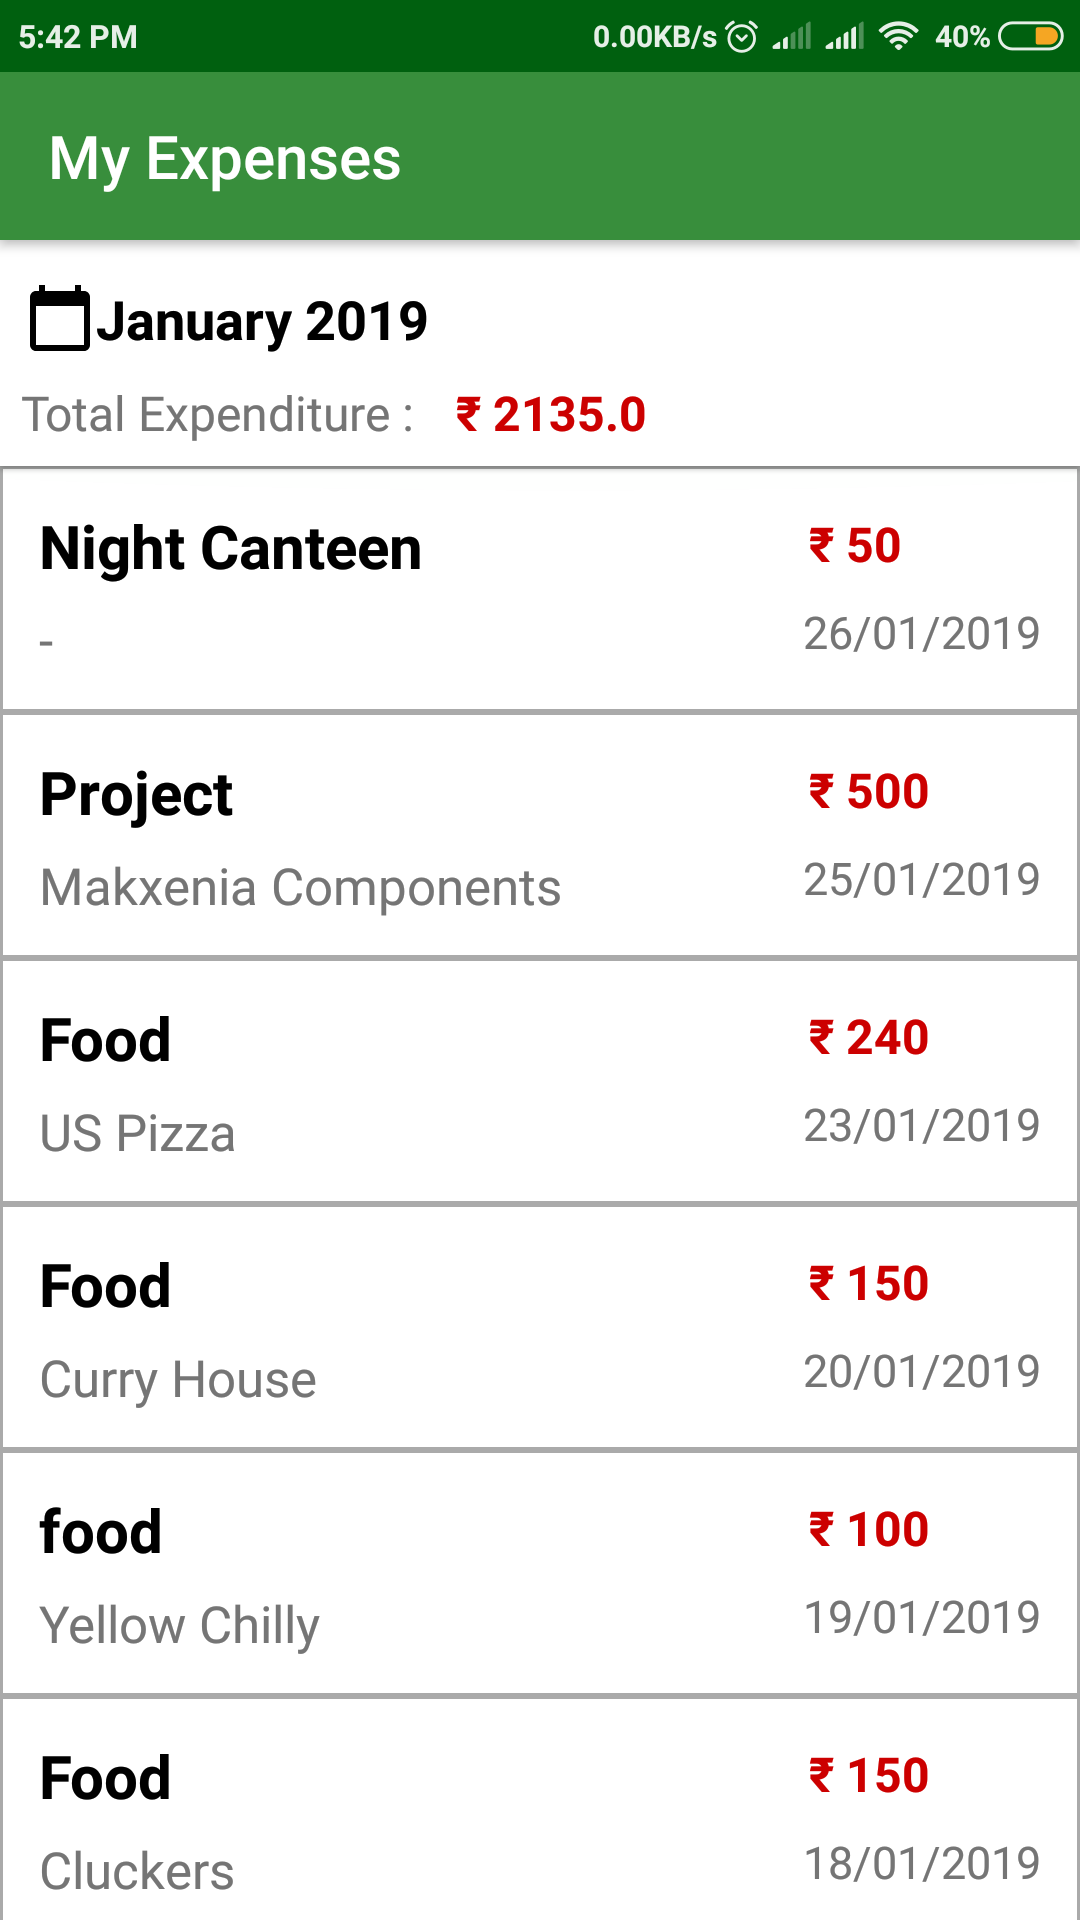 5:42 PM 0.00KB/s 40%
My Expenses
January 2019
Total Expenditure : ₹ 2135.0
Night Canteen ₹ 50
- 26/01/2019
Project ₹ 500
Makxenia Components 25/01/2019
Food ₹ 240
US Pizza 23/01/2019
Food ₹ 150
Curry House 20/01/2019
food ₹ 100
Yellow Chilly 19/01/2019
Food ₹ 150
Cluckers 18/01/2019